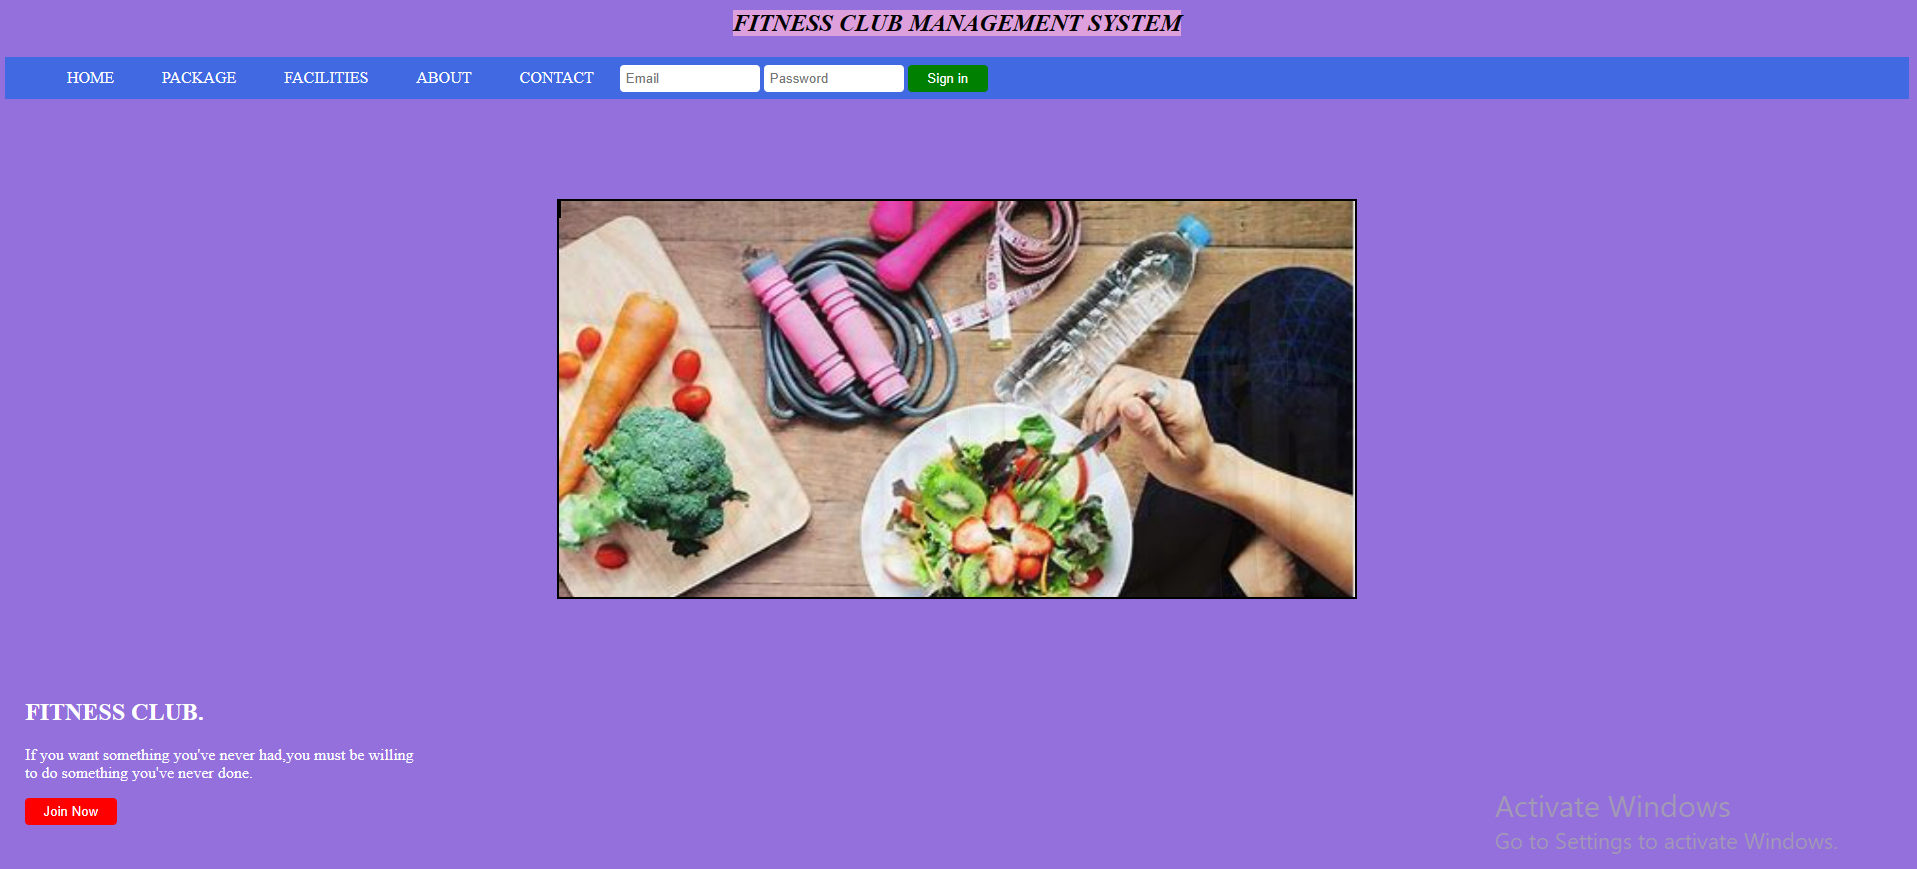 FITNESS CLUB MANAGEMENT SYSTEM
HOME PACKAGE FACILITIES ABOUT CONTACT Email Password Sign in
FITNESS CLUB.
If you want something you've never had,you must be willing
to do something you've never done.
Join Now
Activate Windows
Go to Settings to activate Windows.